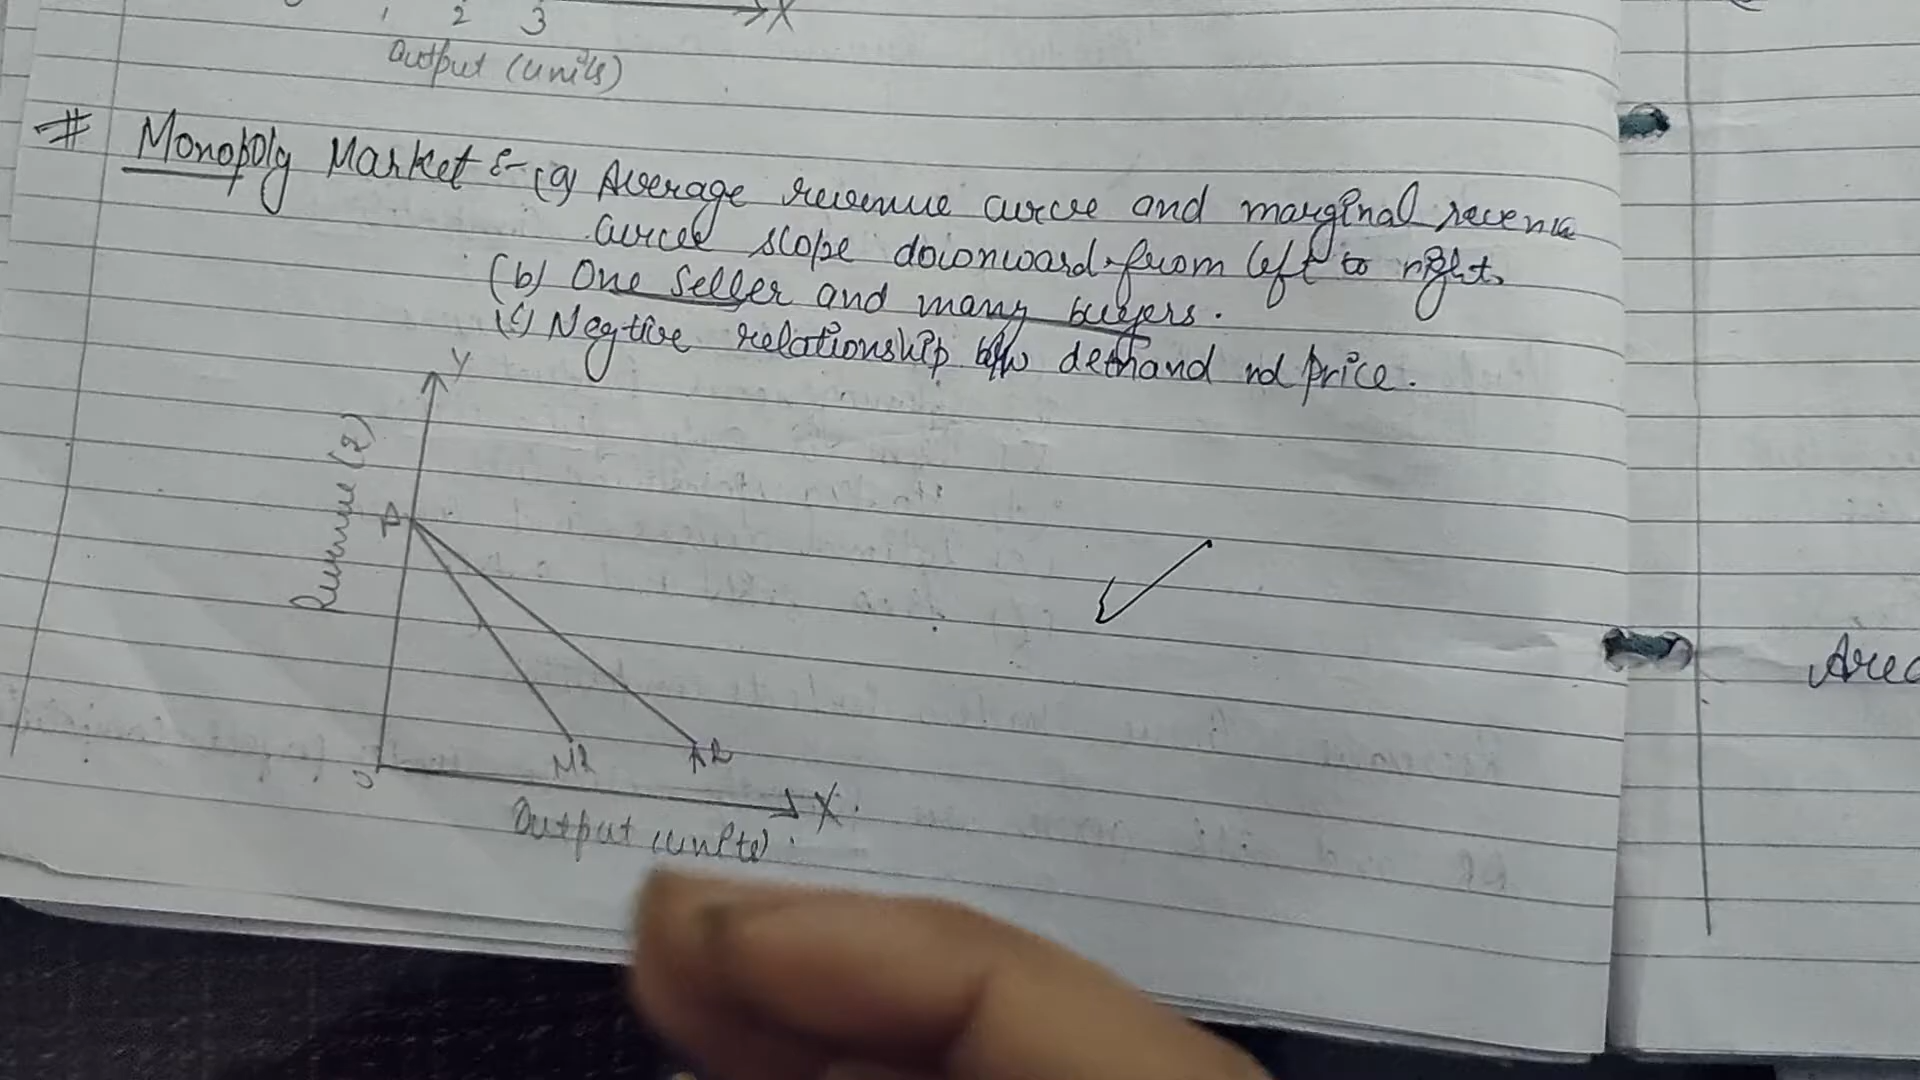 1 2 3 X
Output (units)
# Monopoly Market :- (a) Average revenue curve and marginal revenue
curve slope downward from left to right.
(b) One seller and many buyers.
(c) Negtive relationship b/w demand nd price.
Y
Revenue (₹)
P
O
MR AR
X
Output (units).
Area